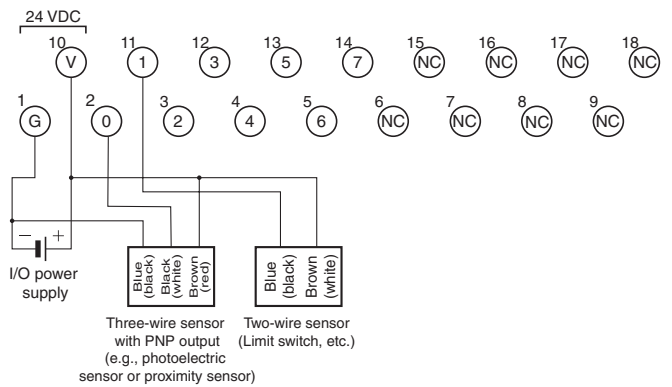 24 VDC
10 11 12 13 14 15 16 17 18
V 1 3 5 7 NC NC NC NC
1 2 3 4 5 6 7 8 9
G 0 2 4 6 NC NC NC NC
− +
I/O power
supply
Blue
(black)
Black
(white)
Brown
(red)
Blue
(black)
Brown
(white)
Three-wire sensor
with PNP output
(e.g., photoelectric
sensor or proximity sensor)
Two-wire sensor
(Limit switch, etc.)